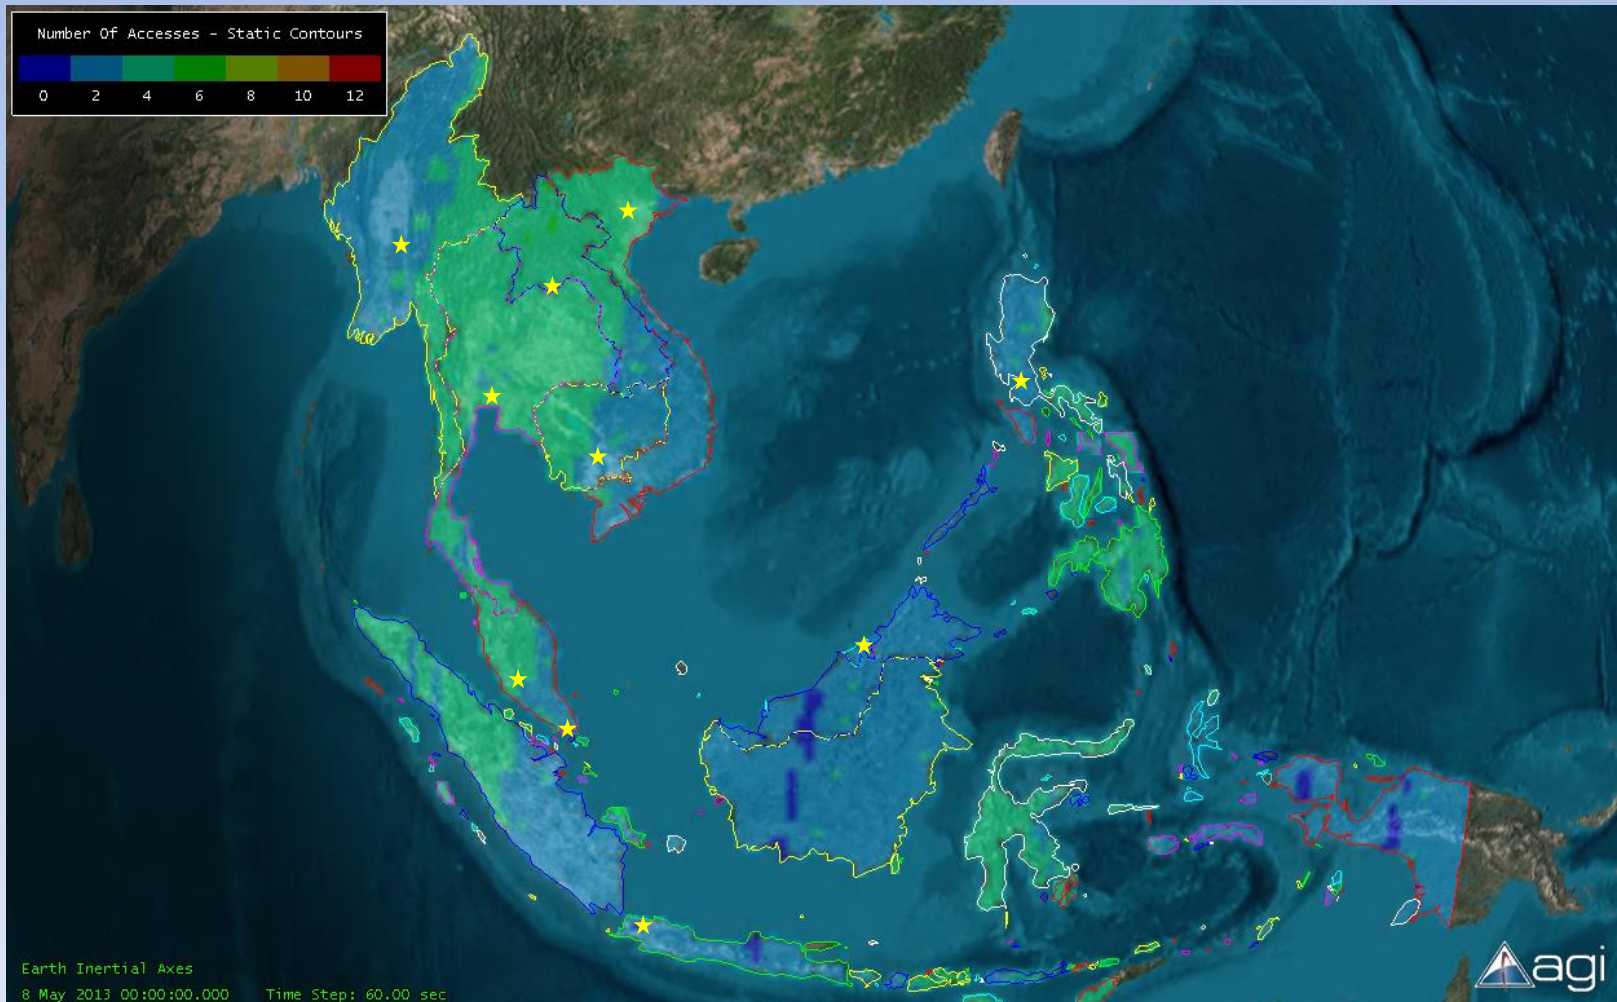 Number Of Accesses - Static Contours
0 2 4 6 8 10 12
Earth Inertial Axes
8 May 2013 00:00:00.000 Time Step: 60.00 sec
agi